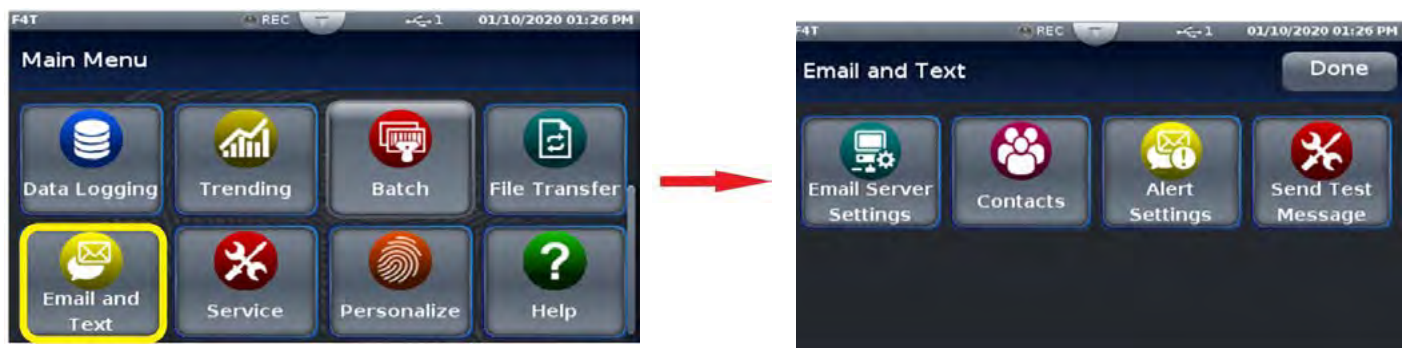 F4T REC 1 01/10/2020 01:26 PM
Main Menu
Data Logging Trending Batch File Transfer
Email and Text Service Personalize Help
F4T REC 1 01/10/2020 01:26 PM
Email and Text Done
Email Server Settings Contacts Alert Settings Send Test Message